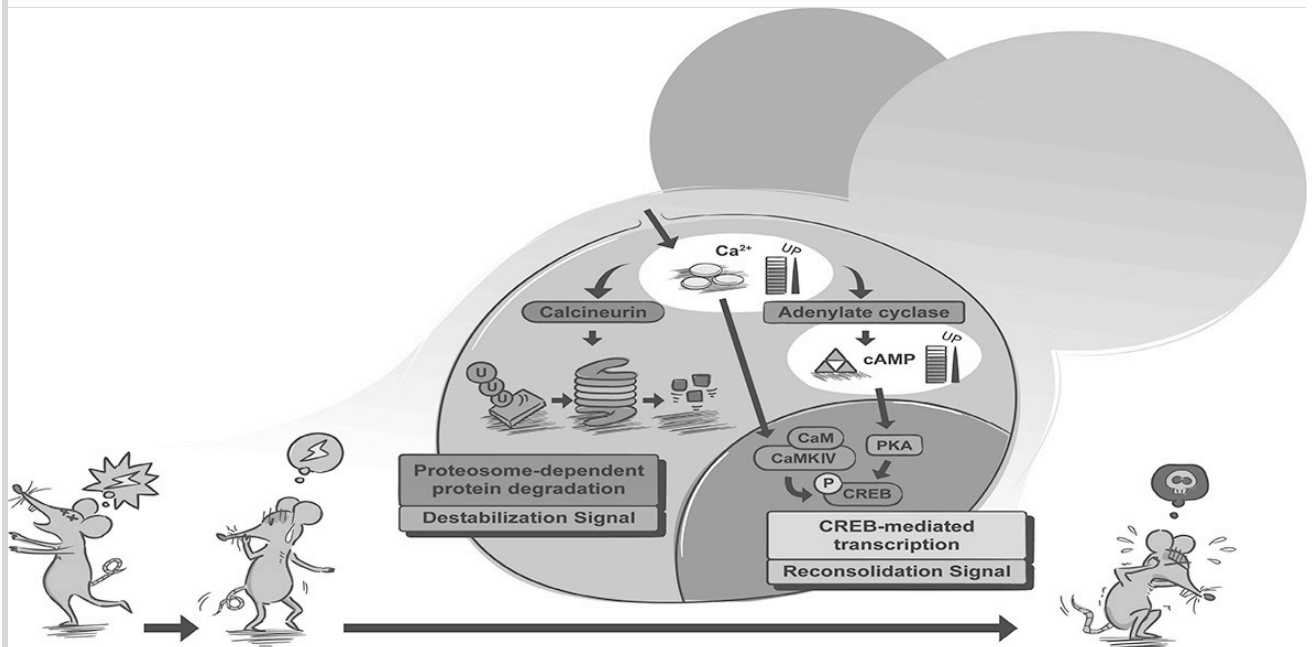 Ca²⁺
UP
Calcineurin
Adenylate cyclase
UP
cAMP
U
U
U
CaM
PKA
CaMKIV
P
CREB
Proteosome-dependent
protein degradation
Destabilization Signal
CREB-mediated
transcription
Reconsolidation Signal